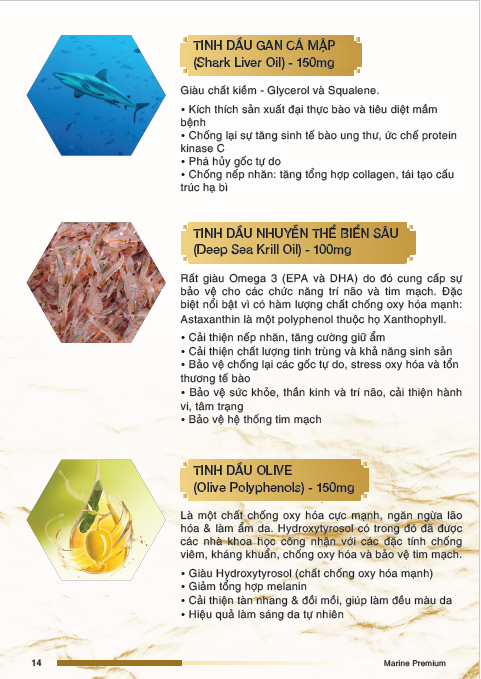 TINH DẦU GAN CÁ MẬP
(Shark Liver Oil) - 150mg
Giàu chất kiềm - Glycerol và Squalene.
• Kích thích sản xuất đại thực bào và tiêu diệt mầm
bệnh
• Chống lại sự tăng sinh tế bào ung thư, ức chế protein
kinase C
• Phá hủy gốc tự do
• Chống nếp nhăn: tăng tổng hợp collagen, tái tạo cấu
trúc hạ bì
TINH DẦU NHUYỄN THỂ BIỂN SÂU
(Deep Sea Krill Oil) - 100mg
Rất giàu Omega 3 (EPA và DHA) do đó cung cấp sự
bảo vệ cho các chức năng trí não và tim mạch. Đặc
biệt nổi bật vì có hàm lượng chất chống oxy hóa mạnh:
Astaxanthin là một polyphenol thuộc họ Xanthophyll.
• Cải thiện nếp nhăn, tăng cường giữ ẩm
• Cải thiện chất lượng tinh trùng và khả năng sinh sản
• Bảo vệ chống lại các gốc tự do, stress oxy hóa và tổn
thương tế bào
• Bảo vệ sức khỏe, thần kinh và trí não, cải thiện hành
vi, tâm trạng
• Bảo vệ hệ thống tim mạch
TINH DẦU OLIVE
(Olive Polyphenols) - 150mg
Là một chất chống oxy hóa cực mạnh, ngăn ngừa lão
hóa & làm ẩm da. Hydroxytyrosol có trong đó đã được
các nhà khoa học công nhận với các đặc tính chống
viêm, kháng khuẩn, chống oxy hóa và bảo vệ tim mạch.
• Giàu Hydroxytyrosol (chất chống oxy hóa mạnh)
• Giảm tổng hợp melanin
• Cải thiện tàn nhang & đồi mồi, giúp làm đều màu da
• Hiệu quả làm sáng da tự nhiên
14
Marine Premium